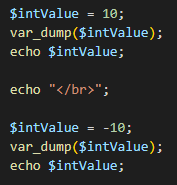 $intValue = 10;
var_dump($intValue);
echo $intValue;
echo "</br>";
$intValue = -10;
var_dump($intValue);
echo $intValue;